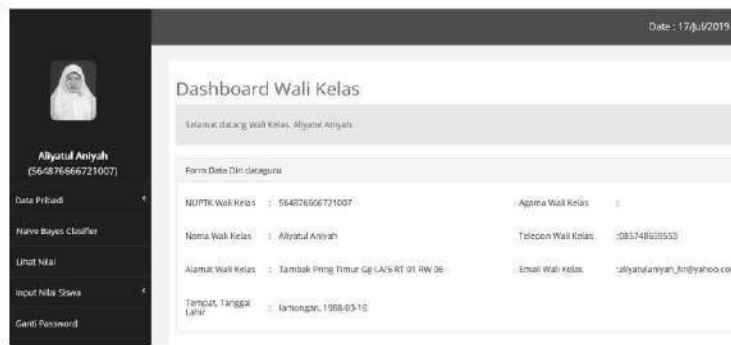 Date : 17/Jul/2019
Dashboard Wali Kelas
Selamat datang Wali Kelas. Aliyatul Aniyah.
Aliyatul Aniyah
(564876666721007)
Form Data Diri dataguru
Data Pribadi
NUPTK Wali Kelas : 564876666721007
Agama Wali Kelas :
Naive Bayes Clasifier
Nama Wali Kelas : Aliyatul Aniyah
Telepon Wali Kelas :085748659553
Lihat Nilai
Alamat Wali Kelas : Tambak Pring Timur Gg LA/6 RT 01 RW 06
Email Wali Kelas :aliyatulaniyah_hr@yahoo.co
Input Nilai Siswa
Tempat, Tanggal
Lahir : lamongan, 1988-03-16
Ganti Password